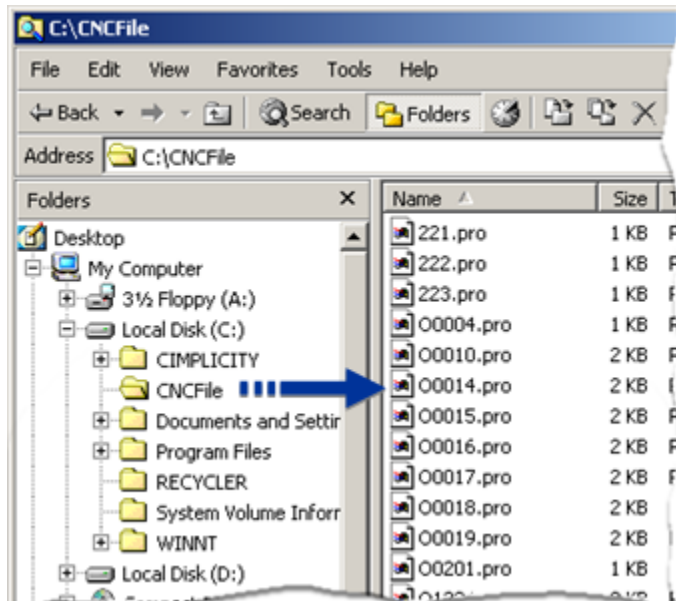 C:\CNCFile
File Edit View Favorites Tools Help
Back Search Folders
Address C:\CNCFile
Folders
Desktop
My Computer
3½ Floppy (A:)
Local Disk (C:)
CIMPLICITY
CNCFile
Documents and Settir
Program Files
RECYCLER
System Volume Inforr
WINNT
Local Disk (D:)
Name Size
221.pro 1 KB
222.pro 1 KB
223.pro 1 KB
O0004.pro 1 KB
O0010.pro 2 KB
O0014.pro 2 KB
O0015.pro 2 KB
O0016.pro 2 KB
O0017.pro 2 KB
O0018.pro 2 KB
O0019.pro 2 KB
O0201.pro 1 KB